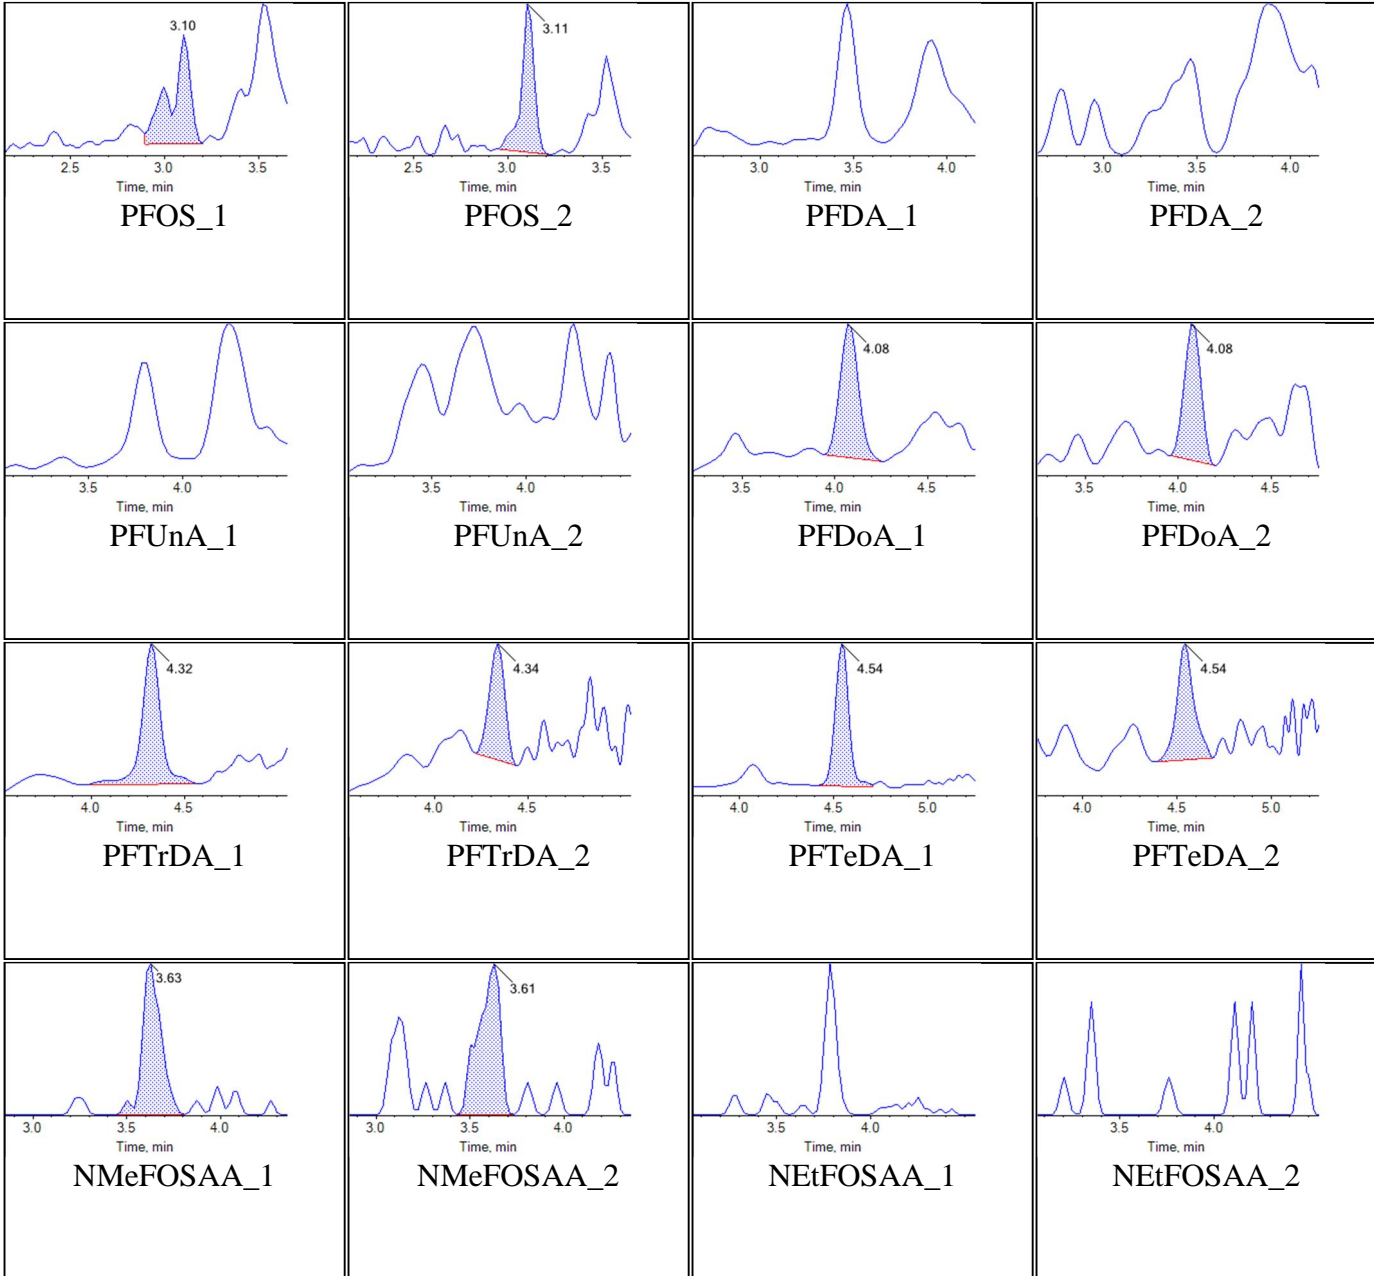 3.10
2.5 3.0 3.5
Time, min
PFOS_1
3.11
3.0 3.5
Time, min
PFOS_2
3.0 3.5 4.0
Time, min
PFDA_1
3.0 3.5 4.0
Time, min
PFDA_2
3.5 4.0
Time, min
PFUnA_1
3.5 4.0
Time, min
PFUnA_2
4.08
3.5 4.0 4.5
Time, min
PFDoA_1
4.08
3.5 4.0 4.5
Time, min
PFDoA_2
4.32
4.0 4.5
Time, min
PFTrDA_1
4.34
4.0 4.5
Time, min
PFTrDA_2
4.54
4.0 4.5 5.0
Time, min
PFTeDA_1
4.54
4.0 4.5 5.0
Time, min
PFTeDA_2
3.63
3.0 3.5 4.0
Time, min
NMeFOSAA_1
3.61
3.0 3.5 4.0
Time, min
NMeFOSAA_2
3.5 4.0
Time, min
NEtFOSAA_1
3.5 4.0
Time, min
NEtFOSAA_2